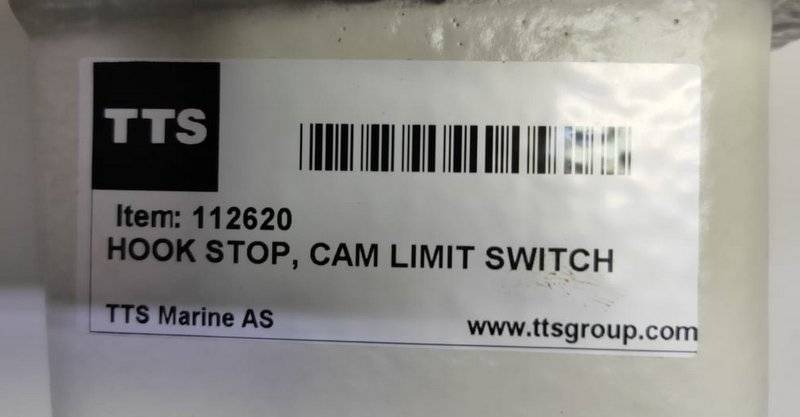 TTS
Item: 112620
HOOK STOP, CAM LIMIT SWITCH
TTS Marine AS
www.ttsgroup.com